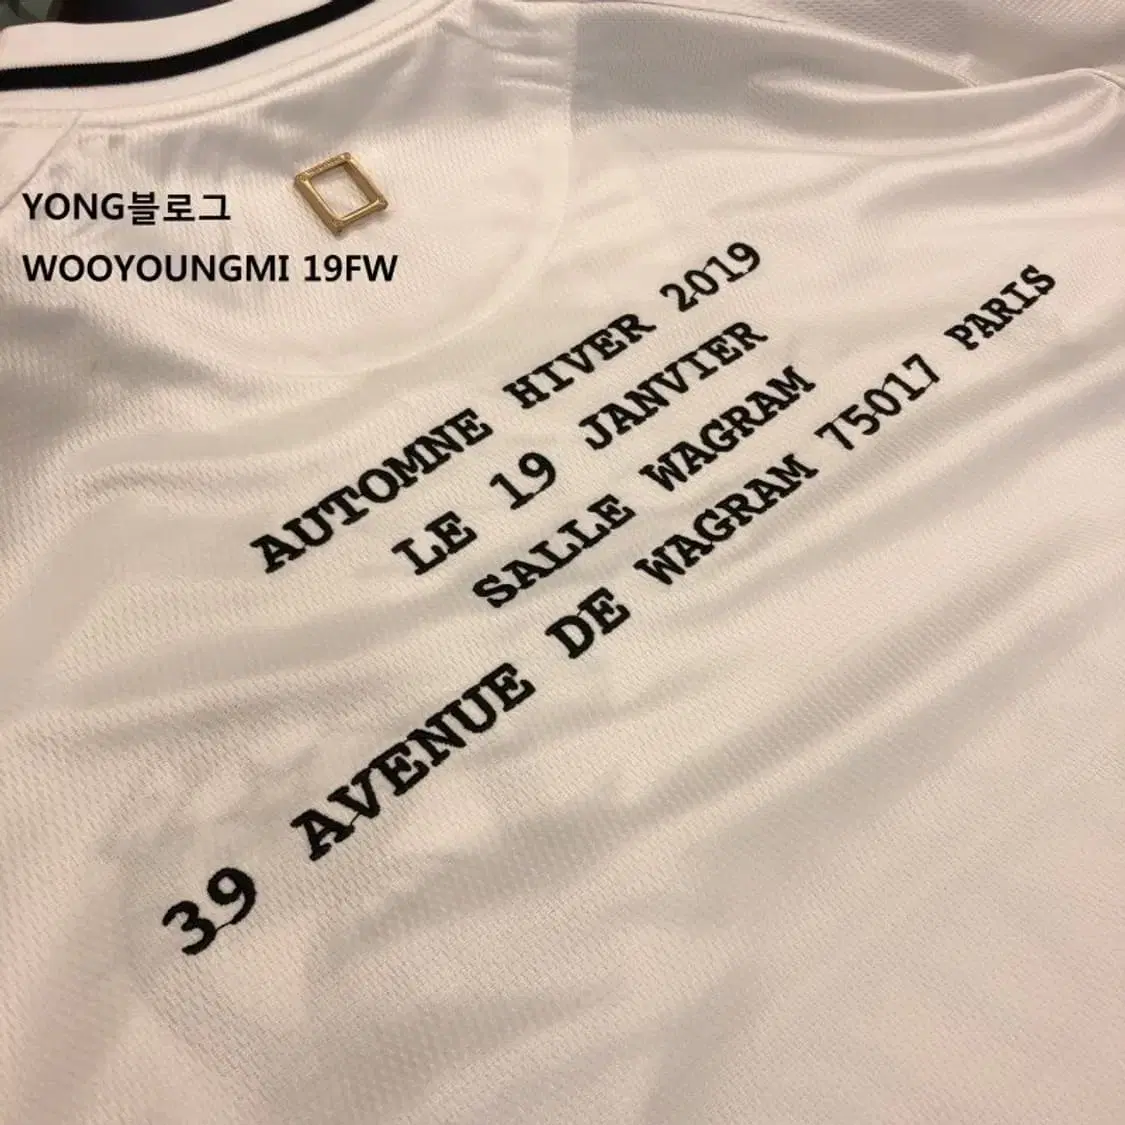 YONG블로그
WOOYOUNGMI 19FW
AUTOMNE HIVER 2019
LE 19 JANVIER
SALLE WAGRAM
39 AVENUE DE WAGRAM 75017 PARIS